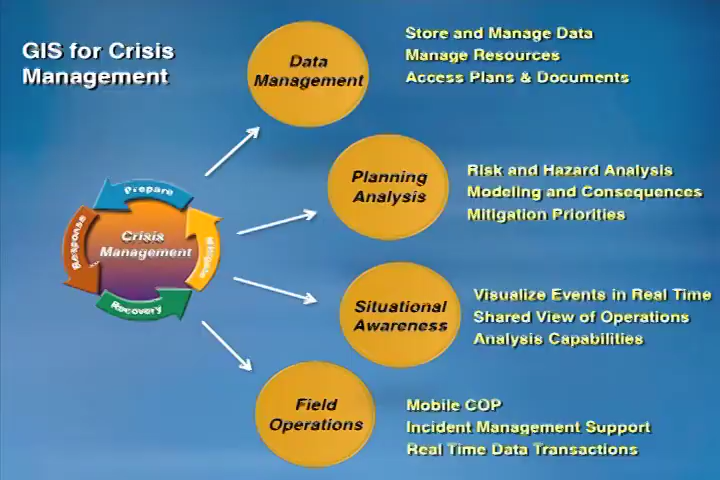 GIS for Crisis
Management
Data
Management
Store and Manage Data
Manage Resources
Access Plans & Documents
Planning
Analysis
Risk and Hazard Analysis
Modeling and Consequences
Mitigation Priorities
Prepare
Response
Crisis
Management
Mitigate
Recovery
Situational
Awareness
Visualize Events in Real Time
Shared View of Operations
Analysis Capabilities
Field
Operations
Mobile COP
Incident Management Support
Real Time Data Transactions